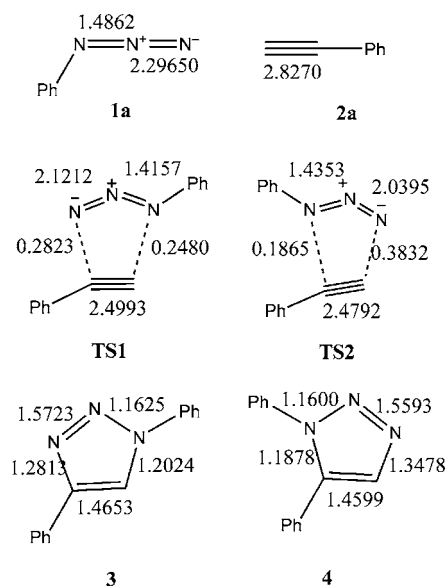 1.4862
N N⁺ N⁻
Ph 2.29650
1a
Ph
2.8270
2a
2.1212 + 1.4157 Ph
N⁻ N N
0.2823 0.2480
Ph
2.4993
TS1
1.4353 + 2.0395
Ph N N N⁻
0.1865 0.3832
Ph
2.4792
TS2
1.5723 N 1.1625 Ph
N N
1.2813 1.2024
1.4653
Ph
3
Ph 1.1600 N 1.5593
N N
1.1878 1.3478
1.4599
Ph
4